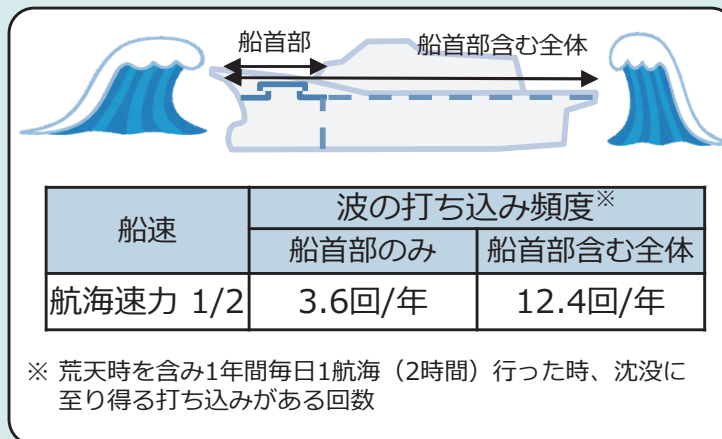 船首部
船首部含む全体
船速
波の打ち込み頻度※
船首部のみ
船首部含む全体
航海速力 1/2
3.6回/年
12.4回/年
※ 荒天時を含み1年間毎日1航海（2時間）行った時、沈没に
至り得る打ち込みがある回数